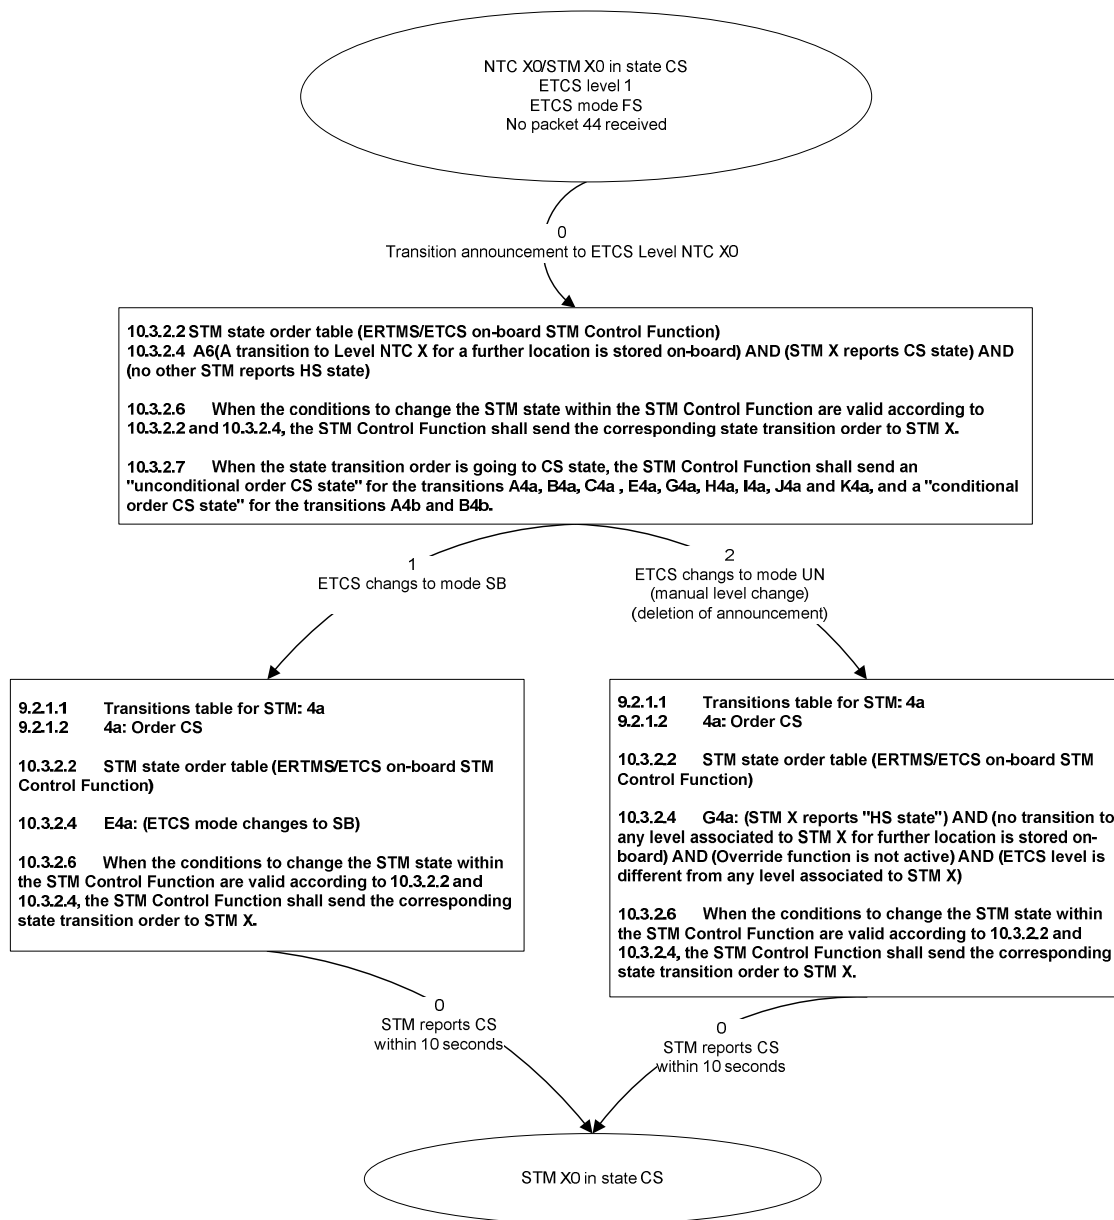 NTC X0/STM X0 in state CS
ETCS level 1
ETCS mode FS
No packet 44 received
0
Transition announcement to ETCS Level NTC X0
10.3.2.2 STM state order table (ERTMS/ETCS on-board STM Control Function)
10.3.2.4 A6(A transition to Level NTC X for a further location is stored on-board) AND (STM X reports CS state) AND
(no other STM reports HS state)
10.3.2.6 When the conditions to change the STM state within the STM Control Function are valid according to
10.3.2.2 and 10.3.2.4, the STM Control Function shall send the corresponding state transition order to STM X.
10.3.2.7 When the state transition order is going to CS state, the STM Control Function shall send an
"unconditional order CS state" for the transitions A4a, B4a, C4a , E4a, G4a, H4a, I4a, J4a and K4a, and a "conditional
order CS state" for the transitions A4b and B4b.
1
ETCS changs to mode SB
2
ETCS changs to mode UN
(manual level change)
(deletion of announcement)
9.2.1.1 Transitions table for STM: 4a
9.2.1.2 4a: Order CS
10.3.2.2 STM state order table (ERTMS/ETCS on-board STM
Control Function)
10.3.2.4 E4a: (ETCS mode changes to SB)
10.3.2.6 When the conditions to change the STM state within
the STM Control Function are valid according to 10.3.2.2 and
10.3.2.4, the STM Control Function shall send the corresponding
state transition order to STM X.
9.2.1.1 Transitions table for STM: 4a
9.2.1.2 4a: Order CS
10.3.2.2 STM state order table (ERTMS/ETCS on-board STM
Control Function)
10.3.2.4 G4a: (STM X reports "HS state") AND (no transition to
any level associated to STM X for further location is stored on-
board) AND (Override function is not active) AND (ETCS level is
different from any level associated to STM X)
10.3.2.6 When the conditions to change the STM state within
the STM Control Function are valid according to 10.3.2.2 and
10.3.2.4, the STM Control Function shall send the corresponding
state transition order to STM X.
0
STM reports CS
within 10 seconds
0
STM reports CS
within 10 seconds
STM X0 in state CS